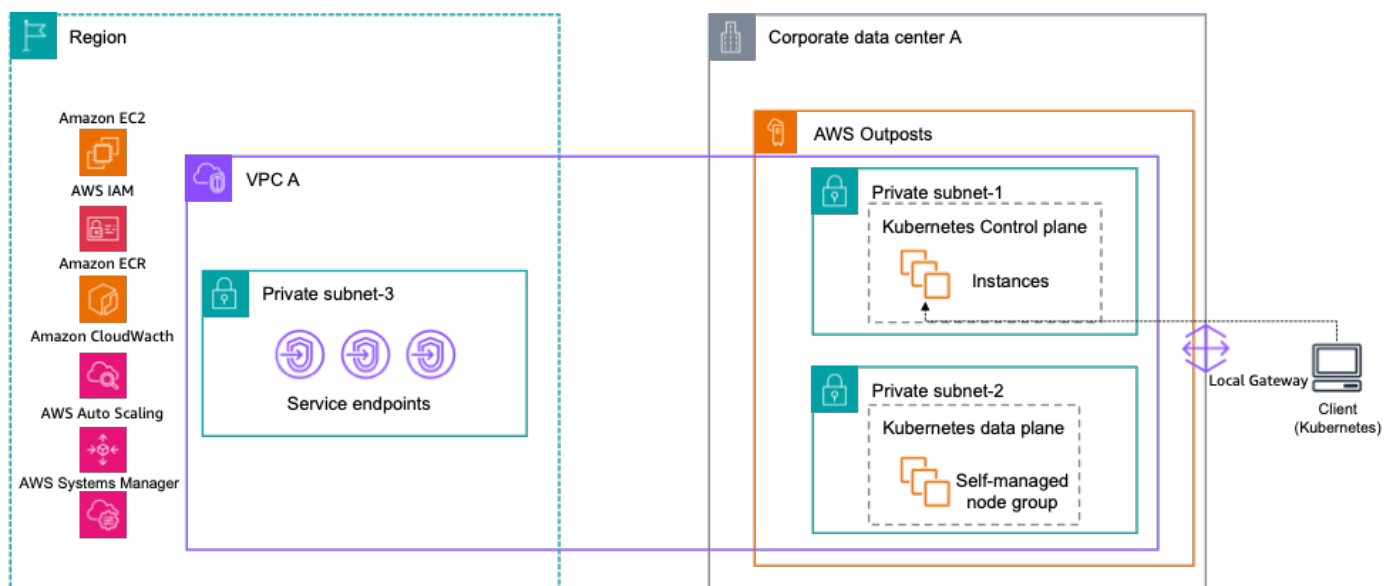 Region
Amazon EC2
AWS IAM
Amazon ECR
Amazon CloudWacth
AWS Auto Scaling
AWS Systems Manager
VPC A
Private subnet-3
Service endpoints
Corporate data center A
AWS Outposts
Private subnet-1
Kubernetes Control plane
Instances
Private subnet-2
Kubernetes data plane
Self-managed
node group
Local Gateway
Client
(Kubernetes)